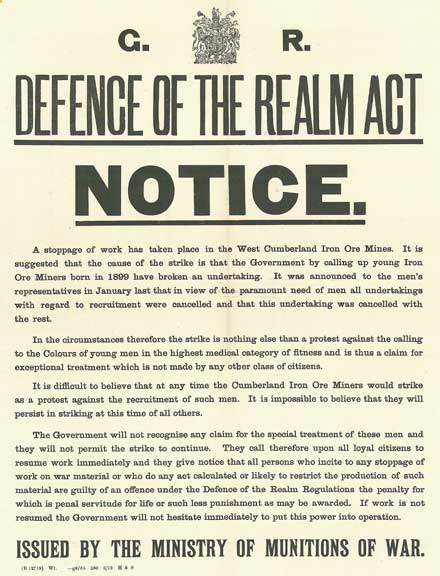 G. R.
DEFENCE OF THE REALM ACT
NOTICE.
A stoppage of work has taken place in the West Cumberland Iron Ore Mines. It is
suggested that the cause of the strike is that the Government by calling up young Iron
Ore Miners born in 1899 have broken an undertaking. It was announced to the men's
representatives in January last that in view of the paramount need of men all undertakings
with regard to recruitment were cancelled and that this undertaking was cancelled with
the rest.
In the circumstances therefore the strike is nothing else than a protest against the calling
to the Colours of young men in the highest medical category of fitness and is thus a claim for
exceptional treatment which is not made by any other class of citizens.
It is difficult to believe that at any time the Cumberland Iron Ore Miners would strike
as a protest against the recruitment of such men. It is impossible to believe that they will
persist in striking at this time of all others.
The Government will not recognise any claim for the special treatment of these men and
they will not permit the strike to continue. They call therefore upon all loyal citizens to
resume work immediately and they give notice that all persons who incite to any stoppage of
work on war material or who do any act calculated or likely to restrict the production of such
material are guilty of an offence under the Defence of the Realm Regulations the penalty for
which is penal servitude for life or such less punishment as may be awarded. If work is not
resumed the Government will not hesitate immediately to put this power into operation.
ISSUED BY THE MINISTRY OF MUNITIONS OF WAR.
Wt. H & S